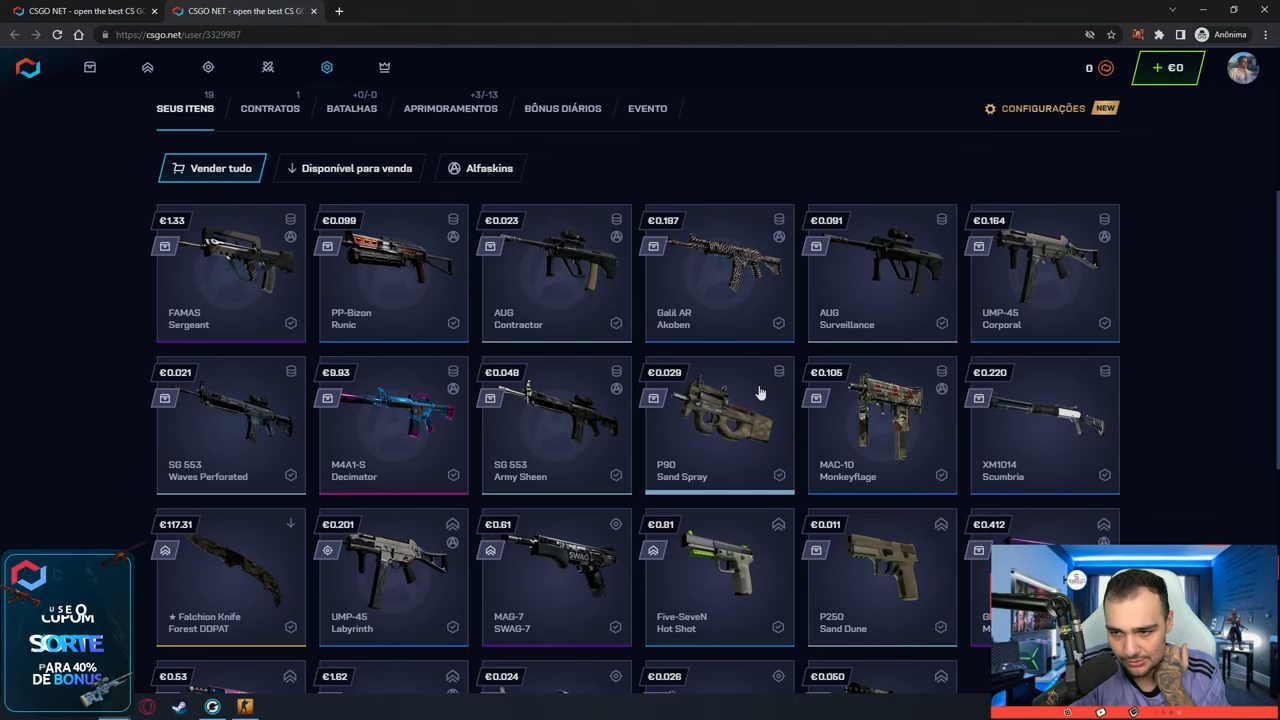 CSGO NET - open the best CS GO
CSGO NET - open the best CS GO
https://csgo.net/user/3329987
Anônima
0
+ €0
19
SEUS ITENS
1
CONTRATOS
+0/-0
BATALHAS
+3/-13
APRIMORAMENTOS
BÔNUS DIÁRIOS
EVENTO
CONFIGURAÇÕES
NEW
Vender tudo
Disponível para venda
Alfaskins
€1.33
FAMAS
Sergeant
€0.099
PP-Bizon
Runic
€0.023
AUG
Contractor
€0.187
Galil AR
Akoben
€0.091
AUG
Surveillance
€0.164
UMP-45
Corporal
€0.021
SG 553
Waves Perforated
€9.93
M4A1-S
Decimator
€0.048
SG 553
Army Sheen
€0.029
P90
Sand Spray
€0.106
MAC-10
Monkeyflage
€0.220
XM1014
Scumbria
€117.31
★ Falchion Knife
Forest DDPAT
€0.201
UMP-45
Labyrinth
€0.61
MAG-7
SWAG-7
€0.81
Five-SeveN
Hot Shot
€0.011
P250
Sand Dune
€0.412
€0.53
€1.62
€0.024
€0.026
€0.050
USE O
CUPOM
SORTE
PARA 40%
DE BONUS